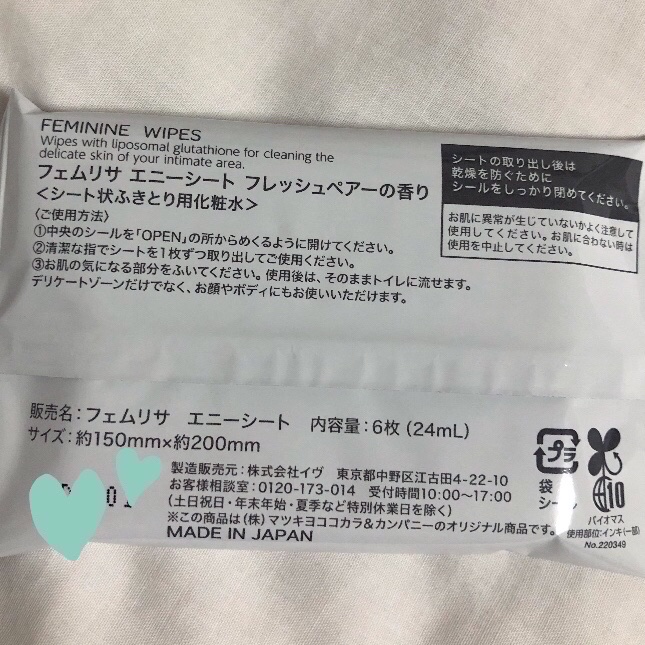 FEMININE WIPES
Wipes with liposomal glutathione for cleaning the
delicate skin of your intimate area.
フェムリサ エニーシート フレッシュペアーの香り
<シート状ふきとり用化粧水>
〈ご使用方法〉
①中央のシールを「OPEN」の所からめくるように開けてください。
②清潔な指でシートを1枚ずつ取り出してご使用ください。
③お肌の気になる部分をふいてください。使用後は、そのままトイレに流せます。
デリケートゾーンだけでなく、お顔やボディにもお使いいただけます。
シートの取り出し後は
乾燥を防ぐために
シールをしっかり閉めてください。
お肌に異常が生じていないかよく注意して
使用してください。お肌に合わない時は
使用を中止してください。
販売名:フェムリサ エニーシート 内容量:6枚 (24mL)
サイズ:約150mm×約200mm
製造販売元:株式会社イヴ 東京都中野区江古田4-22-10
お客様相談室:0120-173-014 受付時間10:00〜17:00
(土日祝日・年末年始・夏季など特別休業日を除く)
※この商品は(株)マツキヨココカラ&カンパニーのオリジナル商品です。
MADE IN JAPAN
プラ
袋
シール
10
バイオマス
使用部位:インキ(一部)
No.220349